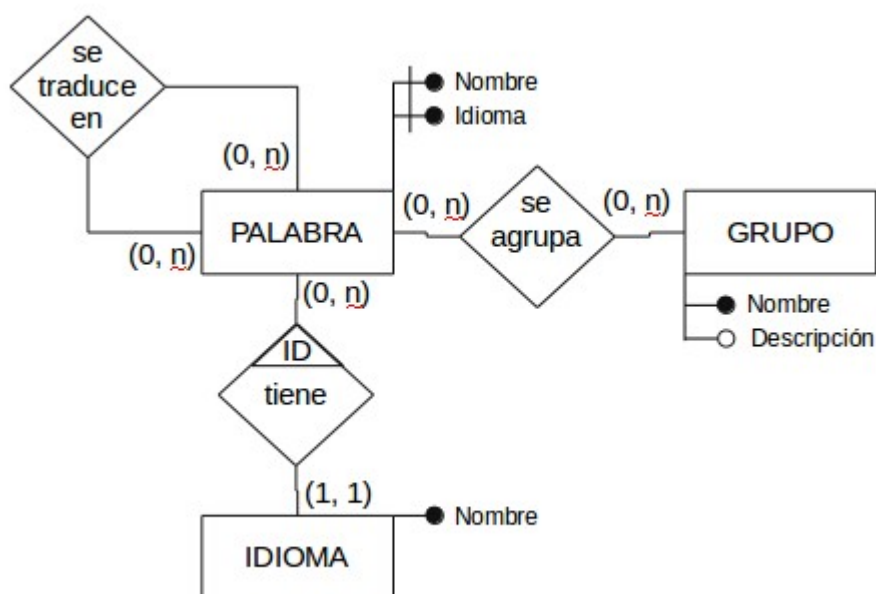 se
traduce
en
Nombre
Idioma
(0, n)
(0, n)
(0, n)
se
agrupa
(0, n)
PALABRA
GRUPO
(0, n)
(0, n)
Nombre
Descripción
ID
tiene
(1, 1)
Nombre
IDIOMA